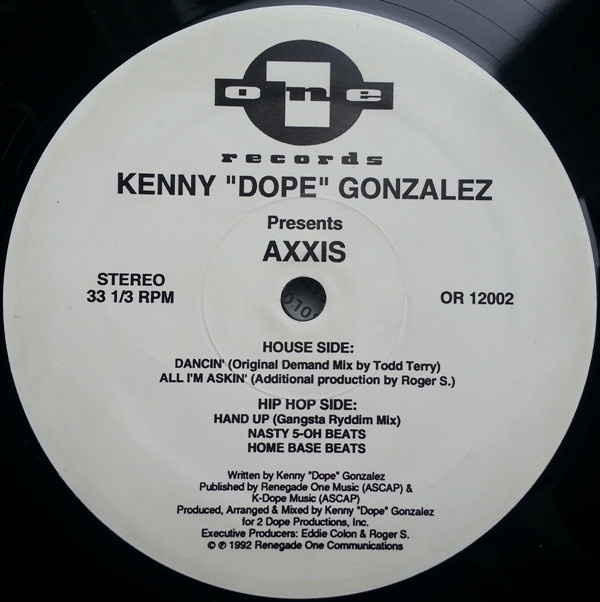 one
records
KENNY "DOPE" GONZALEZ
Presents
AXXIS
STEREO
33 1/3 RPM
OR 12002
HOUSE SIDE:
DANCIN' (Original Demand Mix by Todd Terry)
ALL I'M ASKIN' (Additional production by Roger S.)
HIP HOP SIDE:
HAND UP (Gangsta Ryddim Mix)
NASTY 5-OH BEATS
HOME BASE BEATS
Written by Kenny "Dope" Gonzalez
Published by Renegade One Music (ASCAP) &
K-Dope Music (ASCAP)
Produced, Arranged & Mixed by Kenny "Dope" Gonzalez
for 2 Dope Productions, Inc.
Executive Producers: Eddie Colon & Roger S.
© ℗ 1992 Renegade One Communications